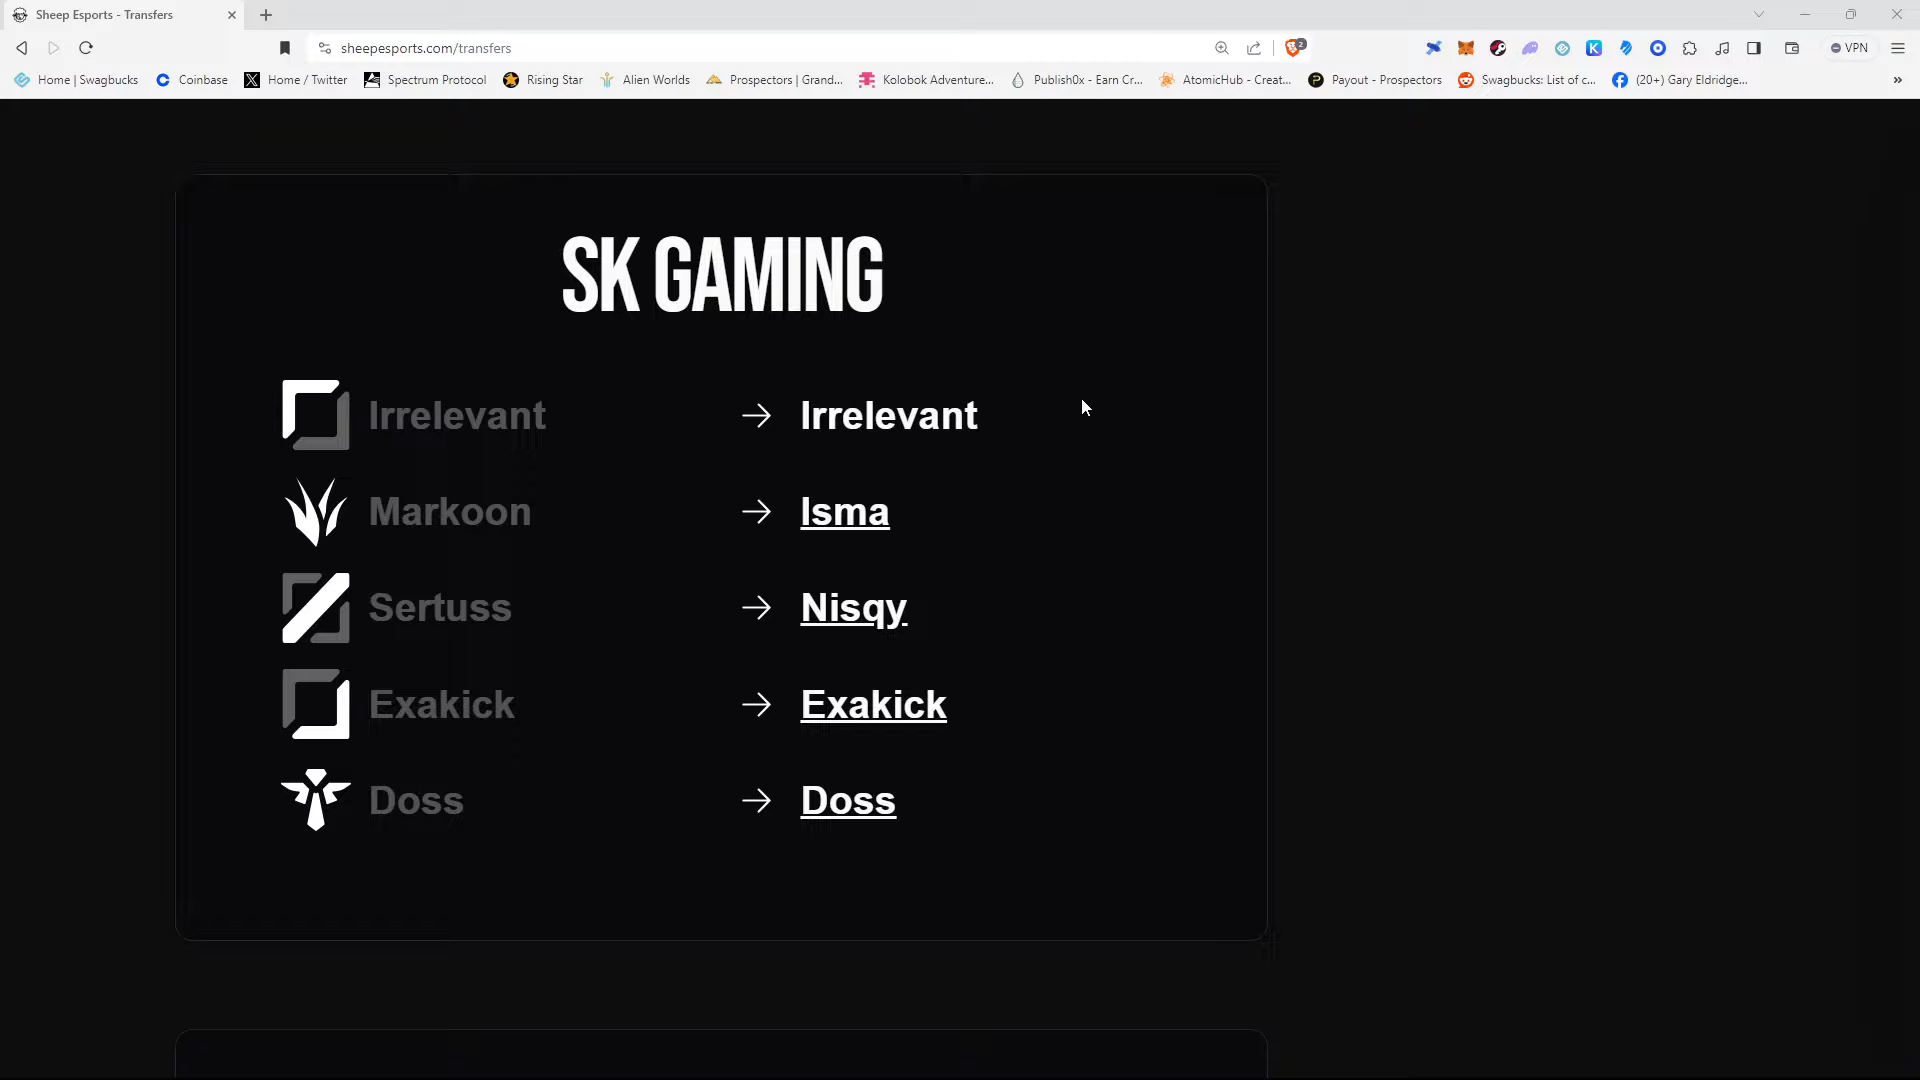 Sheep Esports - Transfers
sheepesports.com/transfers
2
VPN
Home | Swagbucks
Coinbase
Home / Twitter
Spectrum Protocol
Rising Star
Alien Worlds
Prospectors | Grand...
Kolobok Adventure...
Publish0x - Earn Cr...
AtomicHub - Creat...
Payout - Prospectors
Swagbucks: List of c...
(20+) Gary Eldridge...
SK GAMING
Irrelevant → Irrelevant
Markoon → Isma
Sertuss → Nisqy
Exakick → Exakick
Doss → Doss